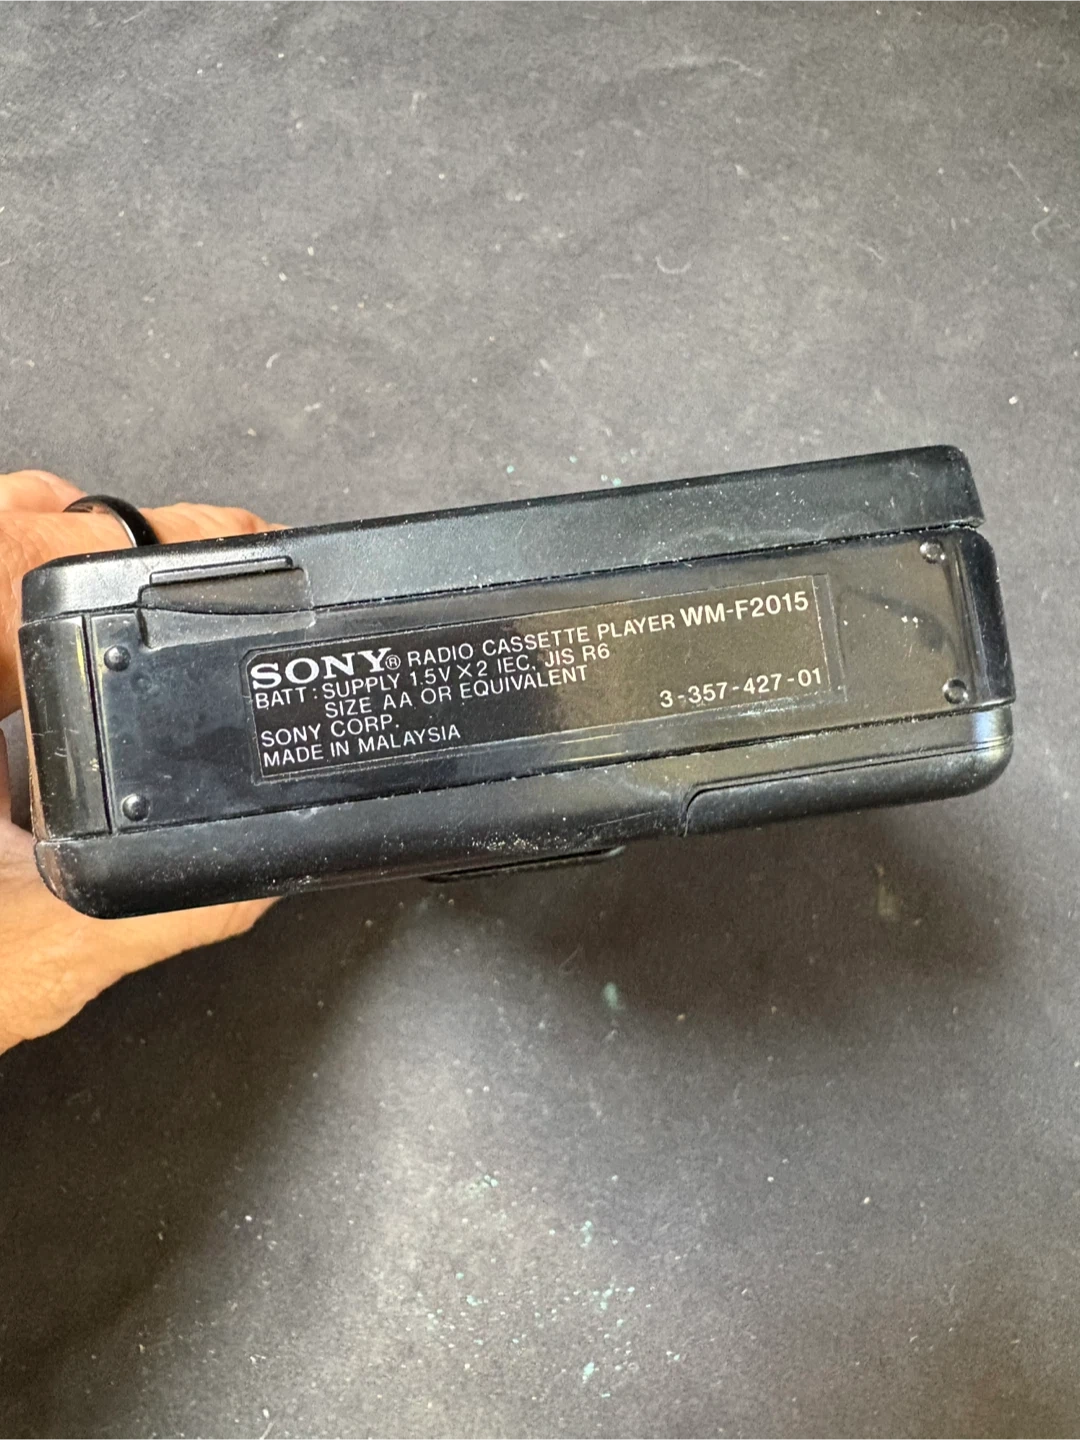 SONY® RADIO CASSETTE PLAYER WM-F2015
BATT : SUPPLY 1.5V X 2 IEC, JIS R6
SIZE AA OR EQUIVALENT
SONY CORP. 3-357-427-01
MADE IN MALAYSIA